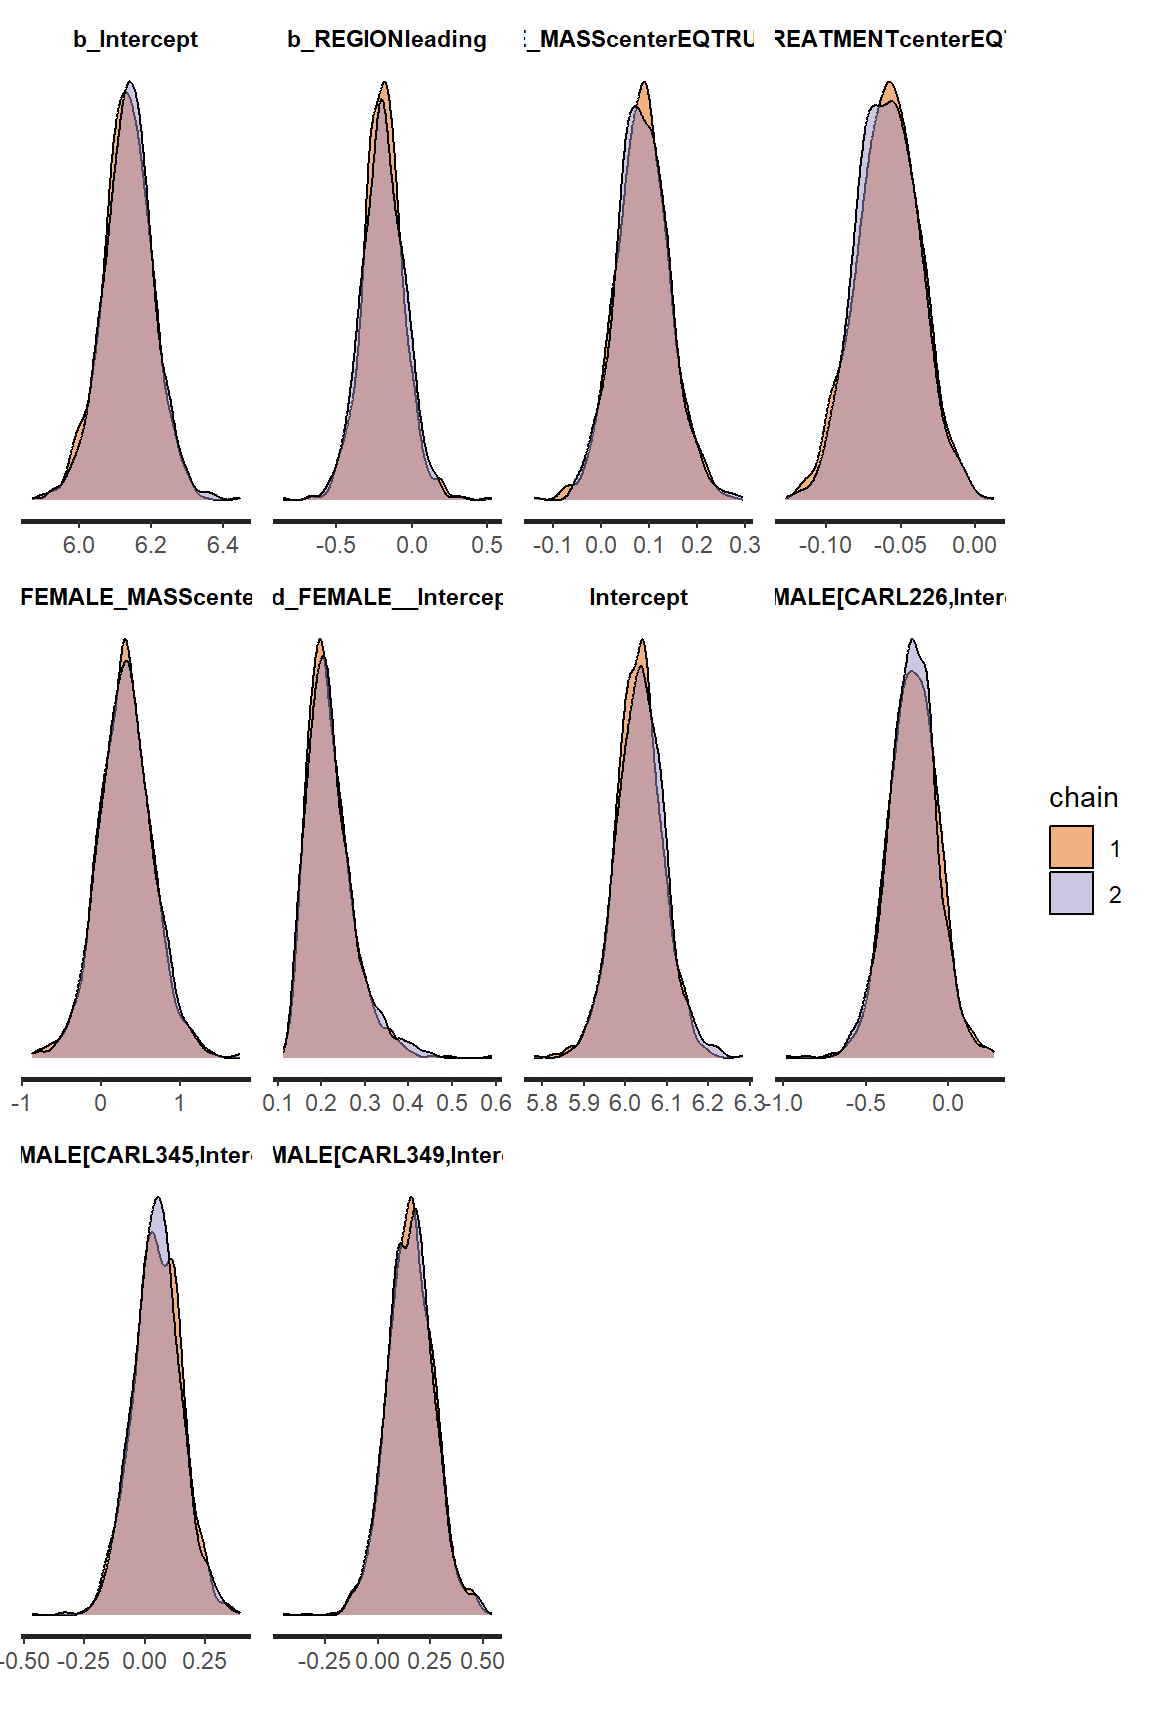 b_Intercept b_REGIONleading E_MASScenterEQTRU REATMENTcenterEQT
6.0 6.2 6.4 -0.5 0.0 0.5 -0.1 0.0 0.1 0.2 0.3 -0.10 -0.05 0.00
FEMALE_MASScente d_FEMALE__Intercep Intercept MALE[CARL226,Inter
chain
1
2
-1 0 1 0.1 0.2 0.3 0.4 0.5 0.6 5.8 5.9 6.0 6.1 6.2 6.3 -1.0 -0.5 0.0
MALE[CARL345,Inter MALE[CARL349,Inter
-0.50 -0.25 0.00 0.25 -0.25 0.00 0.25 0.50